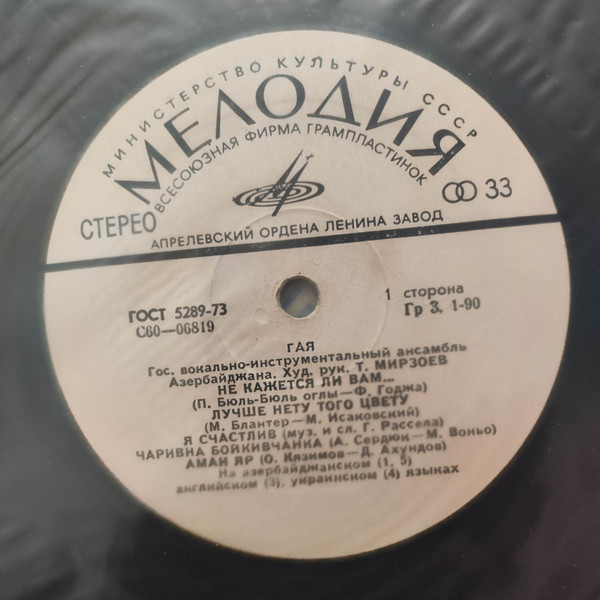 МИНИСТЕРСТВО КУЛЬТУРЫ СССР
МЕЛОДИЯ
ВСЕСОЮЗНАЯ ФИРМА ГРАМПЛАСТИНОК
СТЕРЕО
33
АПРЕЛЕВСКИЙ ОРДЕНА ЛЕНИНА ЗАВОД
ГОСТ 5289-73
С60—06819
1 сторона
Гр 3, 1-90
ГАЯ
Гос. вокально-инструментальный ансамбль
Азербайджана. Худ. рук. Т. МИРЗОЕВ
НЕ КАЖЕТСЯ ЛИ ВАМ...
(П. Бюль-Бюль оглы—Ф. Годжа)
ЛУЧШЕ НЕТУ ТОГО ЦВЕТУ
(М. Блантер—М. Исаковский)
Я СЧАСТЛИВ (муз. и сл. Г. Рассела)
ЧАРИВНА БОЙКИВЧАНКА (А. Сердюк—М. Воньо)
АМАН ЯР (О. Кязимов—Д. Ахундов)
На азербайджанском (1, 5)
английском (3), украинском (4) языках